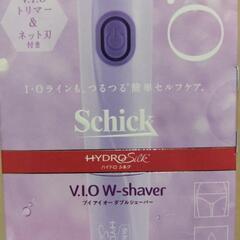 V.I.O
トリマー
&
ネット刃
付き
I・Oラインも、つるつる簡単セルフケア。
Schick
HYDRO Silk
ハイドロ シルク
V.I.O W-shaver
ブイ アイ オー ダブルシェーバー